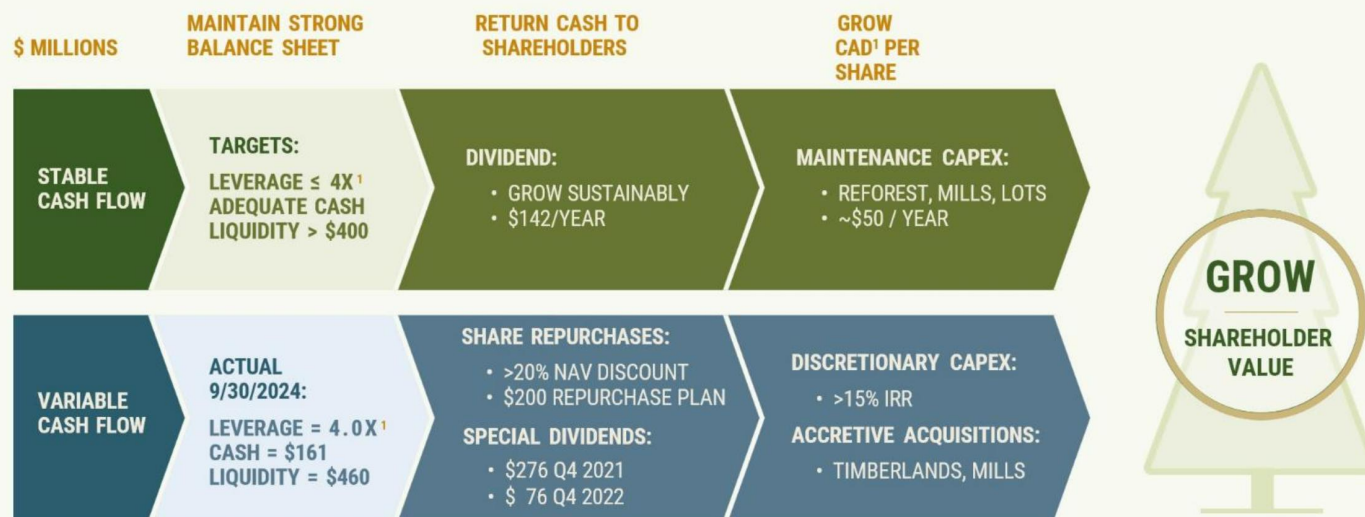 $ MILLIONS
MAINTAIN STRONG
BALANCE SHEET
RETURN CASH TO
SHAREHOLDERS
GROW
CAD¹ PER
SHARE
STABLE
CASH FLOW
TARGETS:
LEVERAGE ≤ 4X¹
ADEQUATE CASH
LIQUIDITY > $400
DIVIDEND:
• GROW SUSTAINABLY
• $142/YEAR
MAINTENANCE CAPEX:
• REFOREST, MILLS, LOTS
• ~$50 / YEAR
VARIABLE
CASH FLOW
ACTUAL
9/30/2024:
LEVERAGE = 4.0X¹
CASH = $161
LIQUIDITY = $460
SHARE REPURCHASES:
• >20% NAV DISCOUNT
• $200 REPURCHASE PLAN
SPECIAL DIVIDENDS:
• $276 Q4 2021
• $ 76 Q4 2022
DISCRETIONARY CAPEX:
• >15% IRR
ACCRETIVE ACQUISITIONS:
• TIMBERLANDS, MILLS
GROW
SHAREHOLDER
VALUE